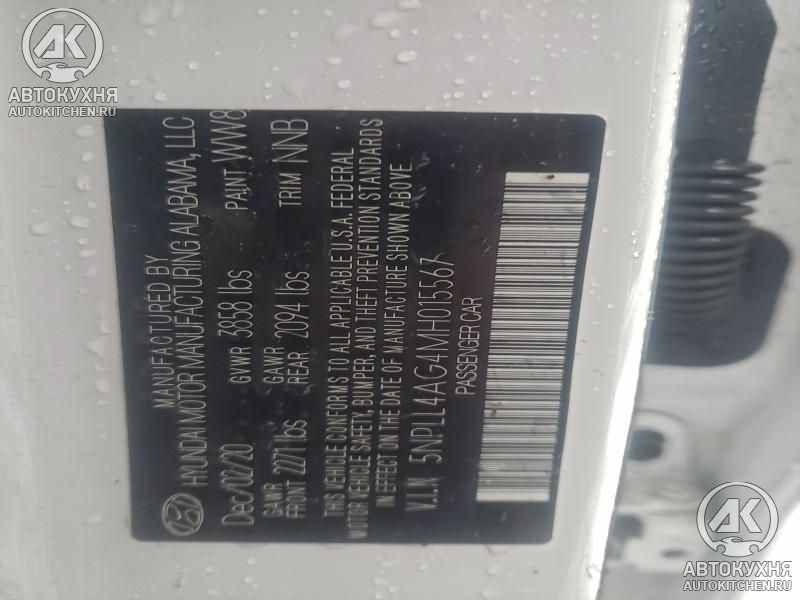 АВТОКУХНЯ
AUTOKITCHEN.RU
MANUFACTURED BY
HYUNDAI MOTOR MANUFACTURING ALABAMA, LLC
Dec/02/20 GVWR 3858 lbs PAINT WW8
GAWR GAWR
FRONT 2271 lbs REAR 2094 lbs TRIM NNB
THIS VEHICLE CONFORMS TO ALL APPLICABLE U.S.A. FEDERAL
MOTOR VEHICLE SAFETY, BUMPER, AND THEFT PREVENTION STANDARDS
IN EFFECT ON THE DATE OF MANUFACTURE SHOWN ABOVE
V.I.N 5NPLL4AG4MH015567
PASSENGER CAR
АВТОКУХНЯ
AUTOKITCHEN.RU